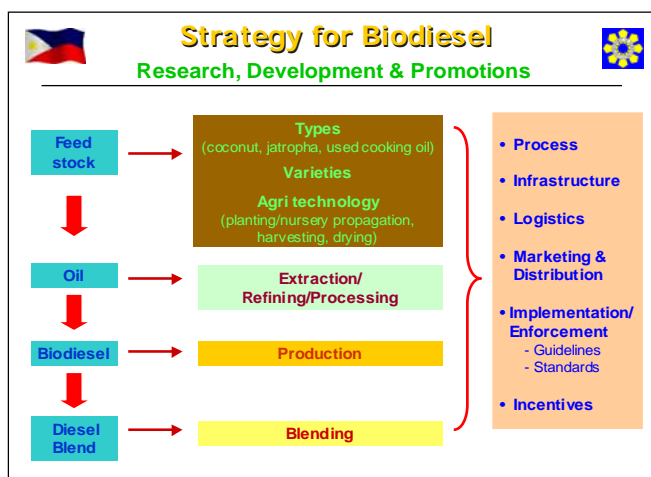 Strategy for Biodiesel
Research, Development & Promotions
Feed
stock
Types
(coconut, jatropha, used cooking oil)
Varieties
Agri technology
(planting/nursery propagation,
harvesting, drying)
Oil
Extraction/
Refining/Processing
Biodiesel
Production
Diesel
Blend
Blending
• Process
• Infrastructure
• Logistics
• Marketing &
Distribution
• Implementation/
Enforcement
- Guidelines
- Standards
• Incentives